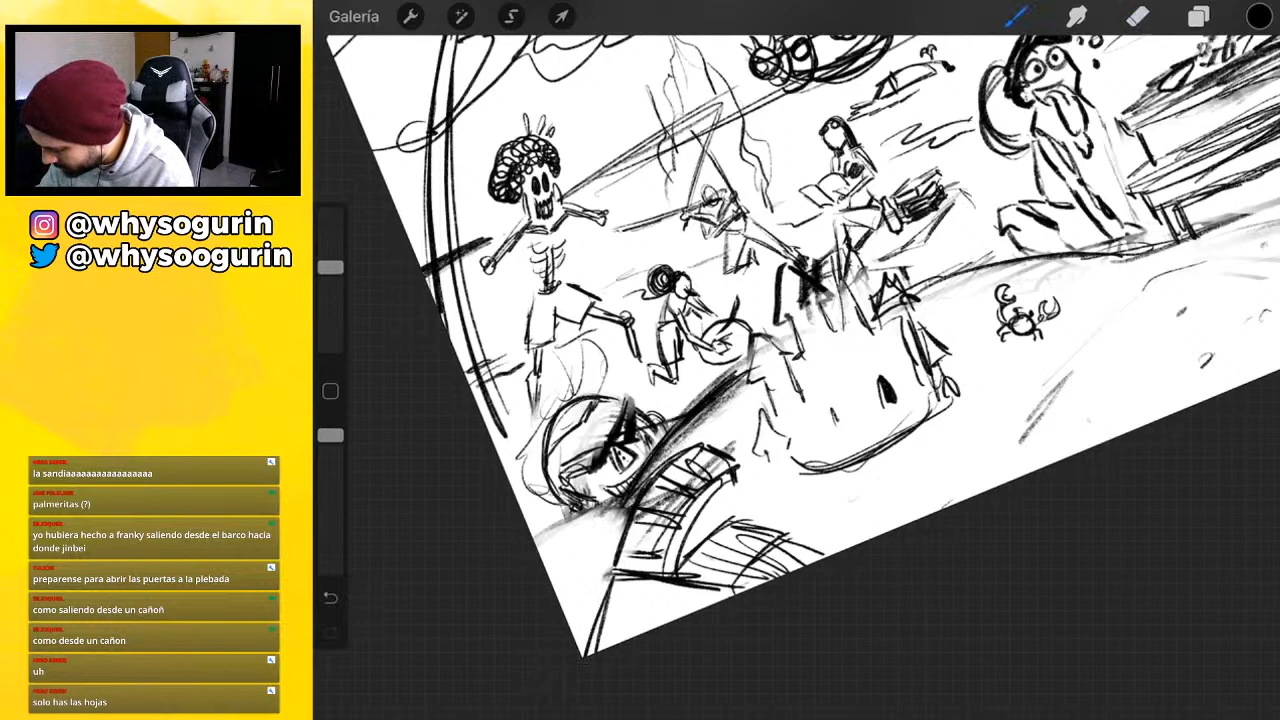 Galería
@whysogurin
@whysoogurin
la sandiaaaaaaaaaaaaaaaaa
palmeritas (?)
yo hubiera hecho a franky saliendo desde el barco hacia
donde jinbei
preparense para abrir las puertas a la plebada
como saliendo desde un cañoñ
como desde un cañon
uh
solo has las hojas